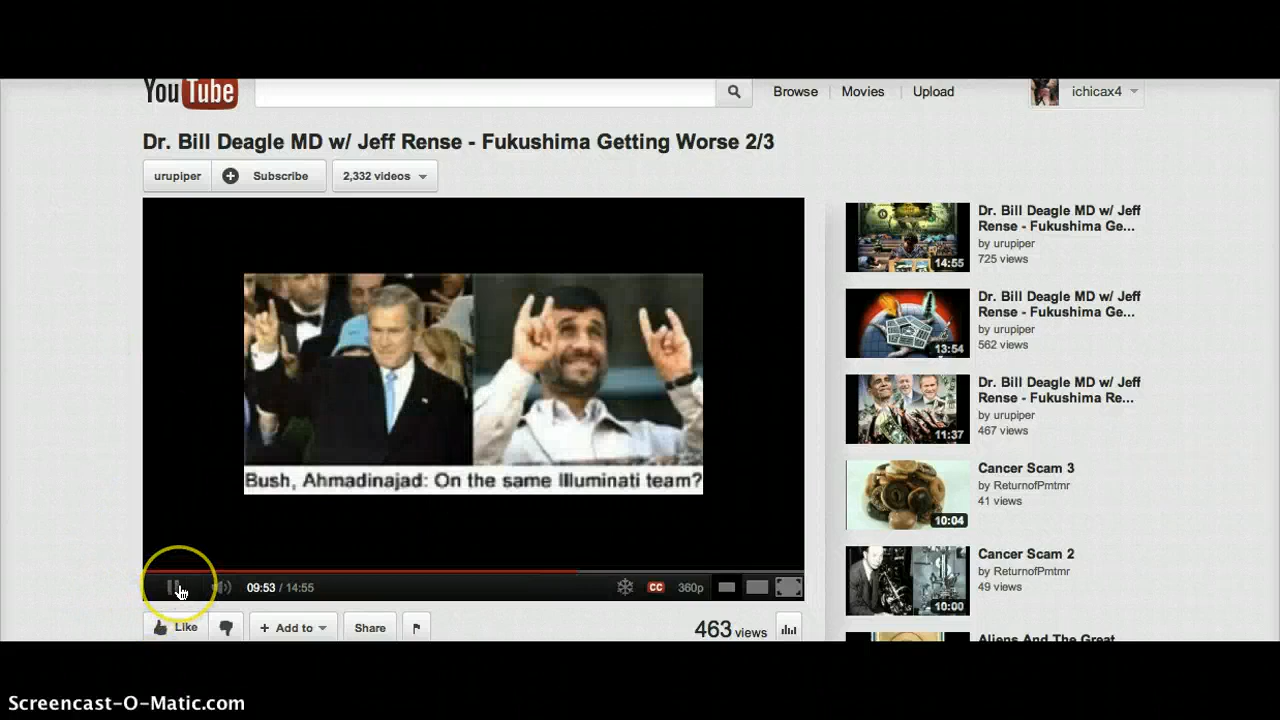 YouTube
Browse
Movies
Upload
ichicax4
Dr. Bill Deagle MD w/ Jeff Rense - Fukushima Getting Worse 2/3
urupiper
Subscribe
2,332 videos
Bush, Ahmadinajad: On the same Illuminati team?
09:53 / 14:55
CC
360p
Like
Add to
Share
463 views
14:55
Dr. Bill Deagle MD w/ Jeff
Rense - Fukushima Ge...
by urupiper
725 views
13:54
Dr. Bill Deagle MD w/ Jeff
Rense - Fukushima Ge...
by urupiper
562 views
11:37
Dr. Bill Deagle MD w/ Jeff
Rense - Fukushima Re...
by urupiper
467 views
10:04
Cancer Scam 3
by ReturnofPmtmr
41 views
10:00
Cancer Scam 2
by ReturnofPmtmr
49 views
Aliens And The Great
Screencast-O-Matic.com